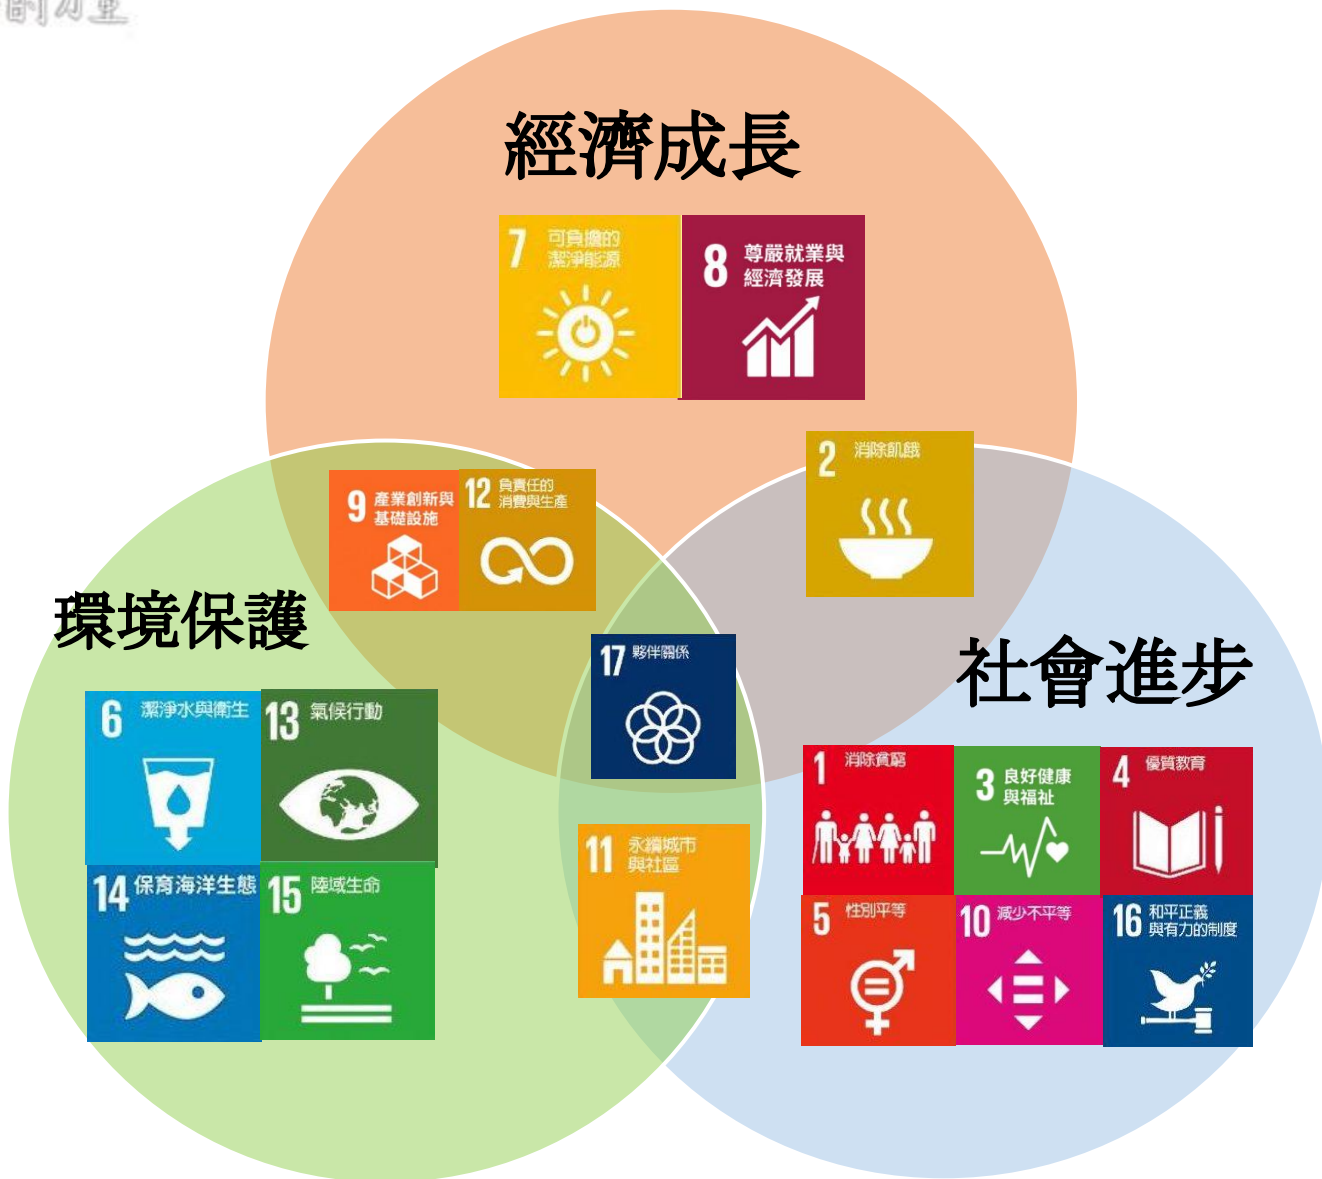 經濟成長
7 可負擔的
潔淨能源
8 尊嚴就業與
經濟發展
2 消除飢餓
9 產業創新與
基礎設施
12 負責任的
消費與生產
環境保護
17 夥伴關係
社會進步
6 潔淨水與衛生
13 氣候行動
14 保育海洋生態
15 陸域生命
11 永續城市
與社區
1 消除貧窮
3 良好健康
與福祉
4 優質教育
5 性別平等
10 減少不平等
16 和平正義
與有力的制度